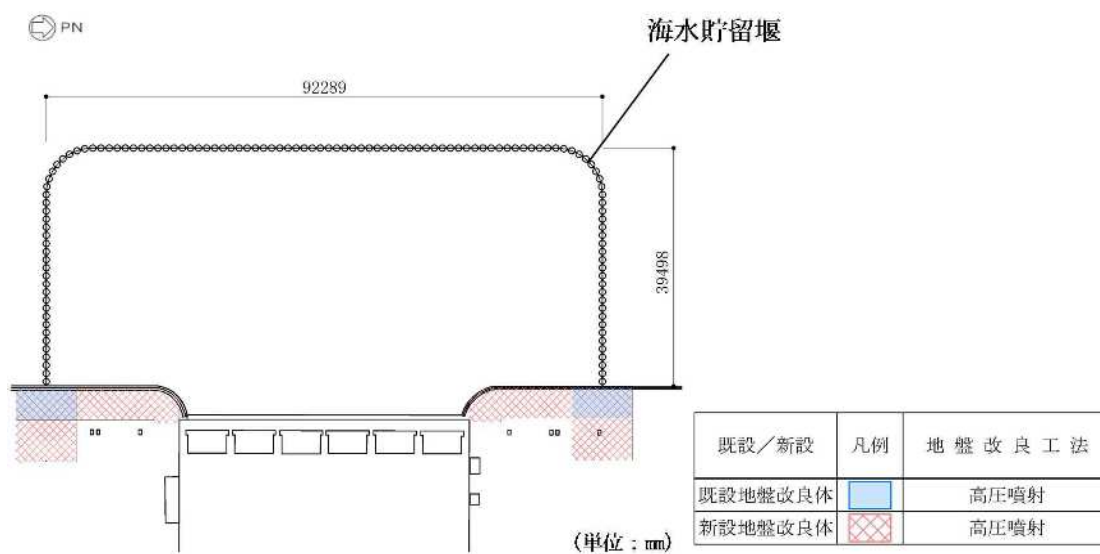 PN
海水貯留堰
92289
39498
既設／新設 凡例 地盤改良工法
既設地盤改良体 高圧噴射
新設地盤改良体 高圧噴射
(単位：mm)